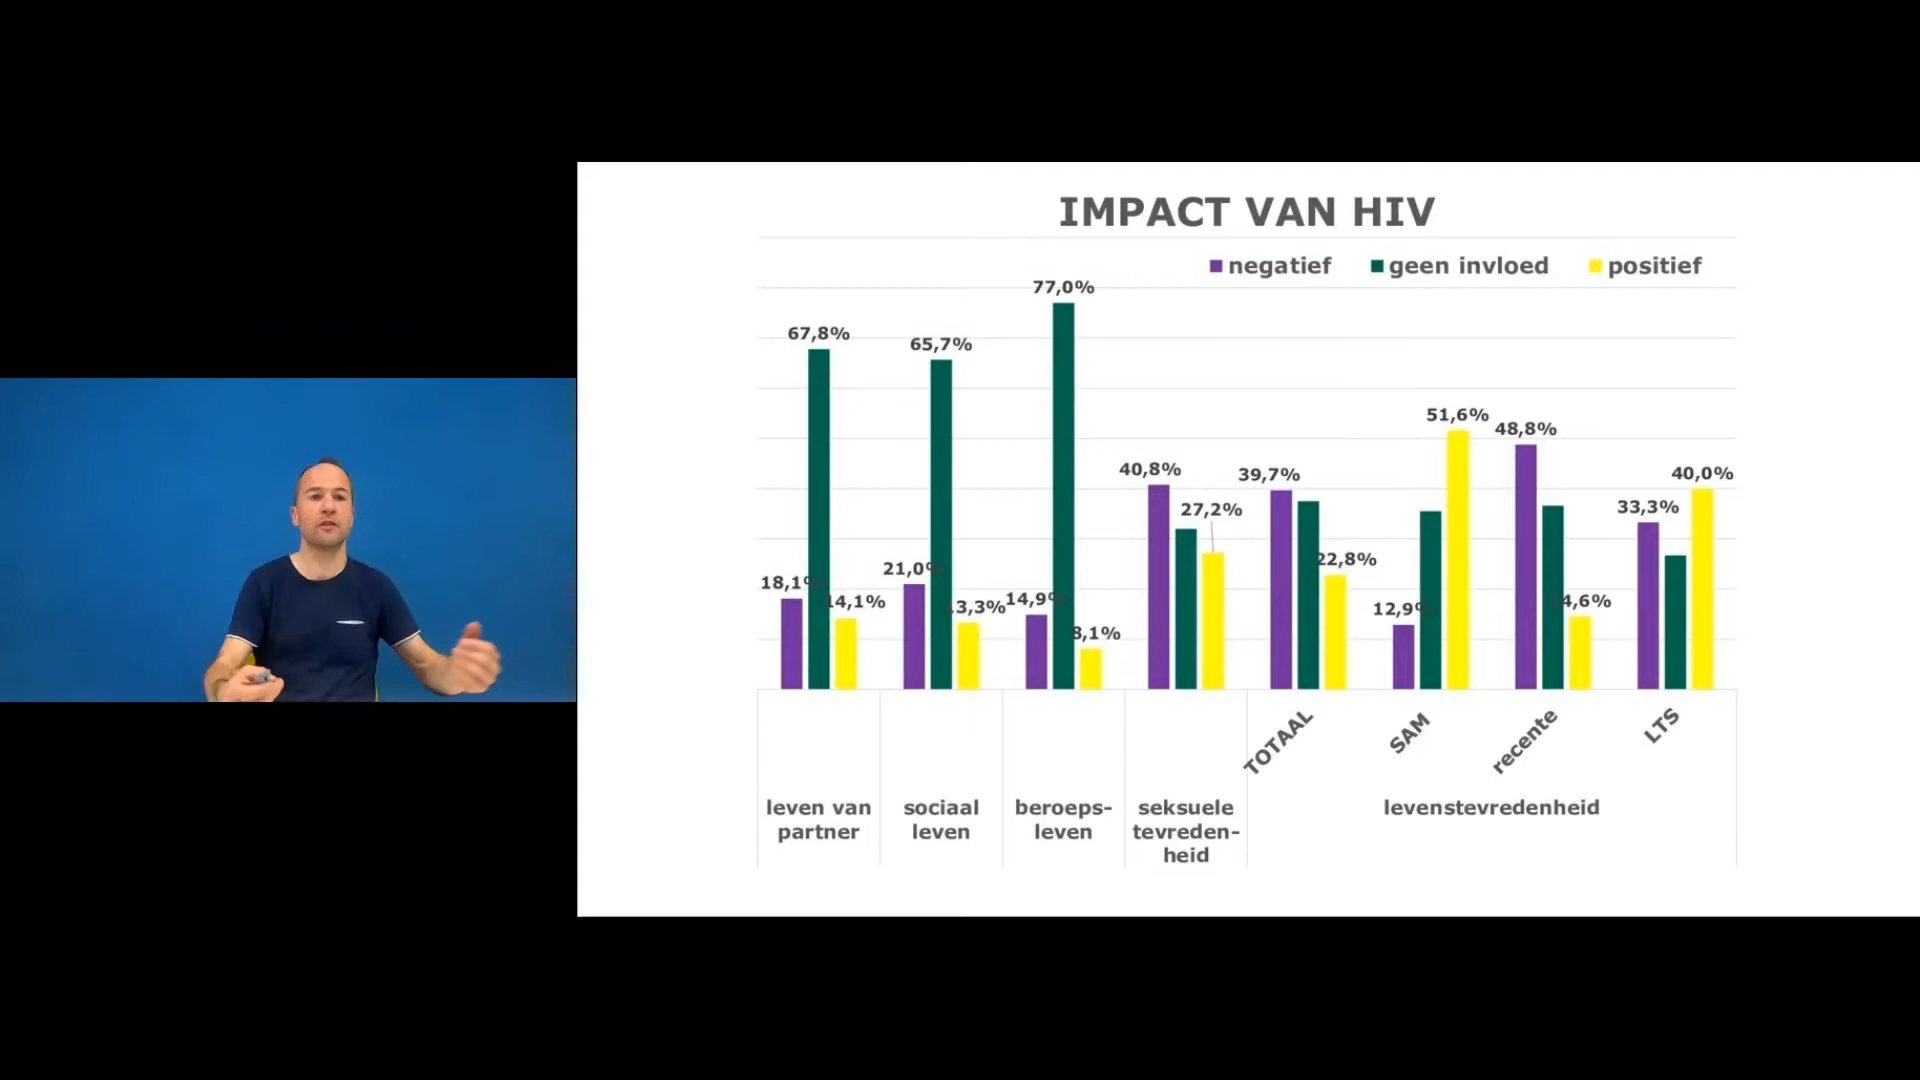 IMPACT VAN HIV
negatief geen invloed positief
77,0%
67,8%
65,7%
51,6%
48,8%
40,8%
39,7%
40,0%
27,2%
33,3%
21,0%
22,8%
18,1%
14,1%
13,3%
14,9%
12,9%
14,6%
8,1%
TOTAAL
SAM
recente
LTS
leven van
partner
sociaal
leven
beroeps-
leven
seksuele
tevreden-
heid
levenstevredenheid